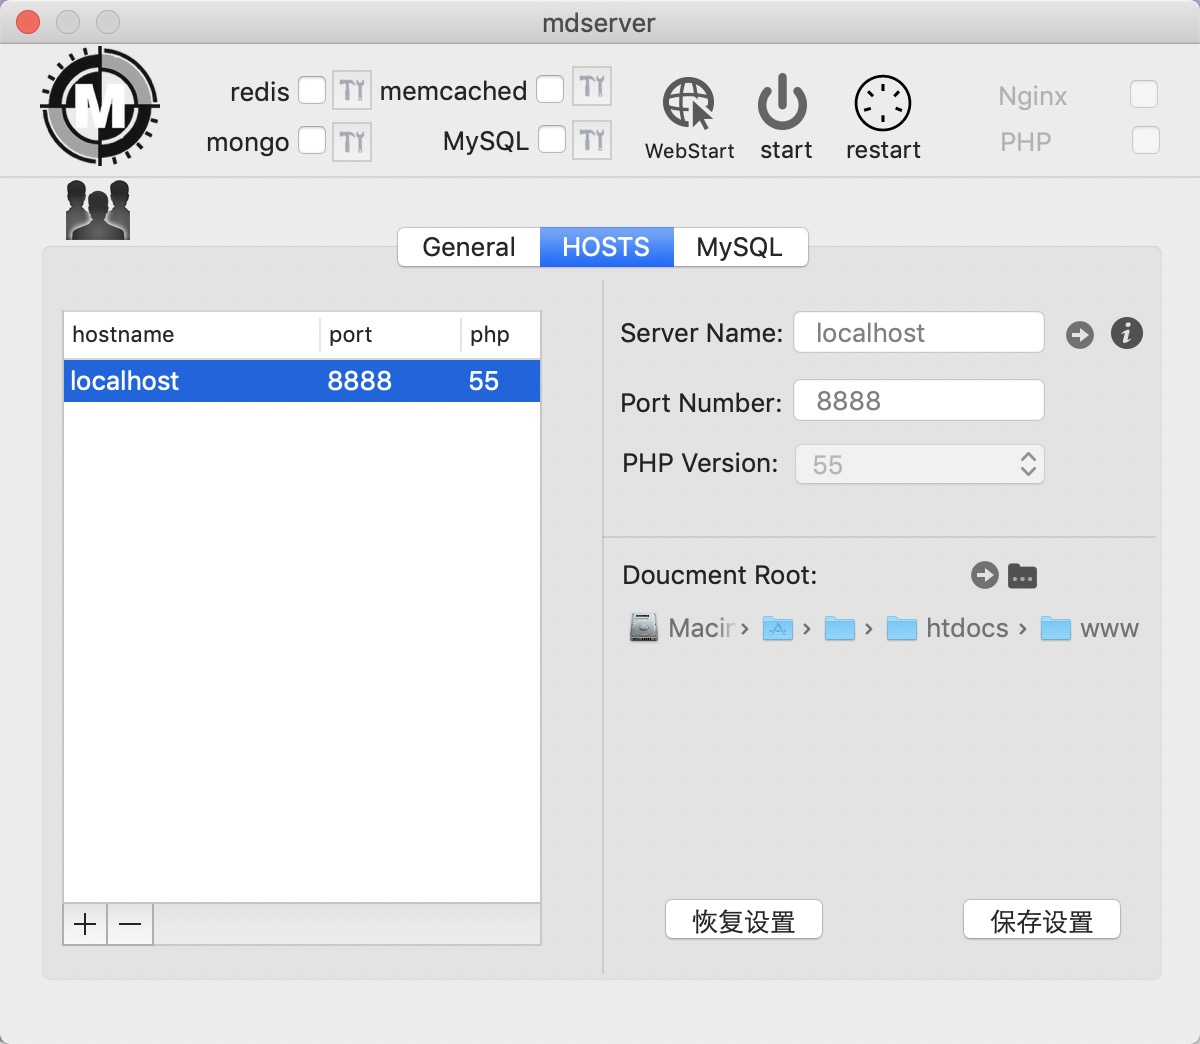 mdserver
redis
memcached
mongo
MySQL
WebStart
start
restart
Nginx
PHP
M
General
HOSTS
MySQL
hostname port php
localhost 8888 55
Server Name: localhost
Port Number: 8888
PHP Version: 55
Doucment Root:
Macin › › › htdocs › www
恢复设置
保存设置